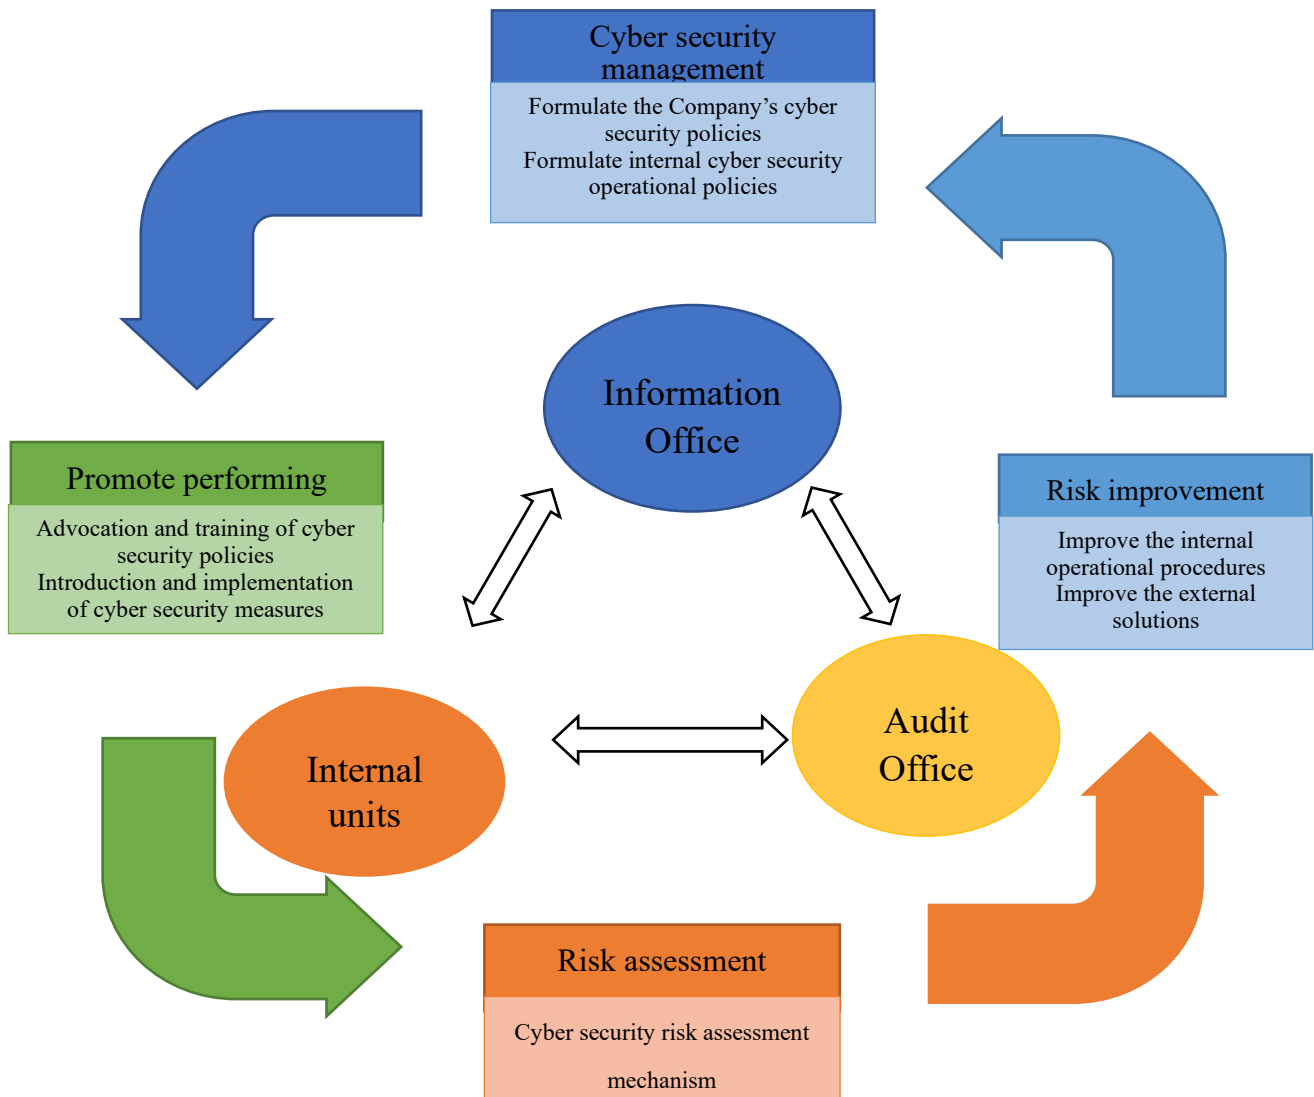 Cyber security
management
Formulate the Company’s cyber
security policies
Formulate internal cyber security
operational policies
Information
Office
Promote performing
Advocation and training of cyber
security policies
Introduction and implementation
of cyber security measures
Risk improvement
Improve the internal
operational procedures
Improve the external
solutions
Internal
units
Audit
Office
Risk assessment
Cyber security risk assessment
mechanism